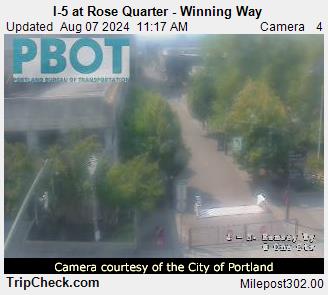 I-5 at Rose Quarter - Winning Way
Updated Aug 07 2024 11:17 AM Camera 4
PBOT
PORTLAND BUREAU OF TRANSPORTATION
Camera courtesy of the City of Portland
TripCheck.com Milepost302.00